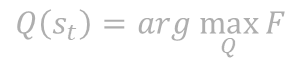 Q(s_t) = arg max_Q F